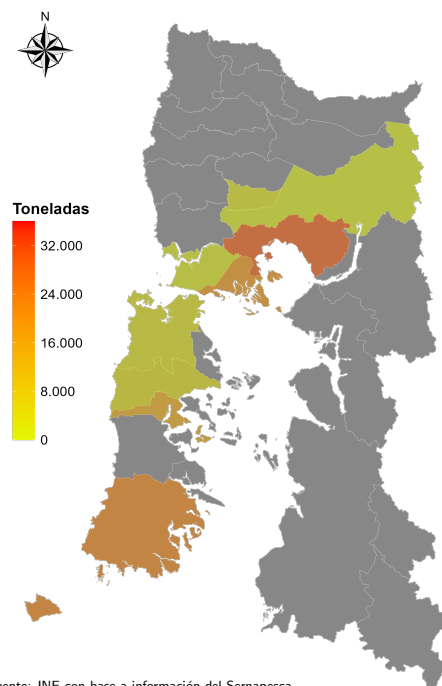 N
Toneladas
32.000
24.000
16.000
8.000
0
INE con base a información del Sernapesca